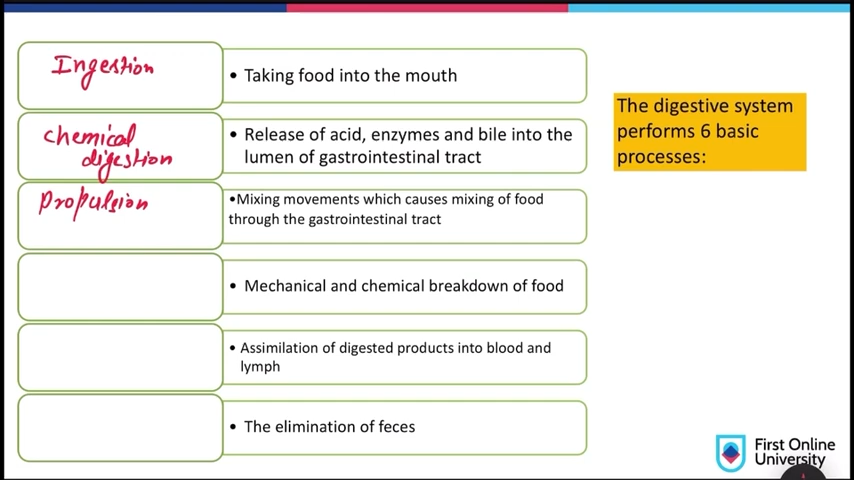 Ingestion
• Taking food into the mouth
chemical
digestion
• Release of acid, enzymes and bile into the
lumen of gastrointestinal tract
Propulsion
•Mixing movements which causes mixing of food
through the gastrointestinal tract
• Mechanical and chemical breakdown of food
• Assimilation of digested products into blood and
lymph
• The elimination of feces
The digestive system
performs 6 basic
processes:
First Online
University